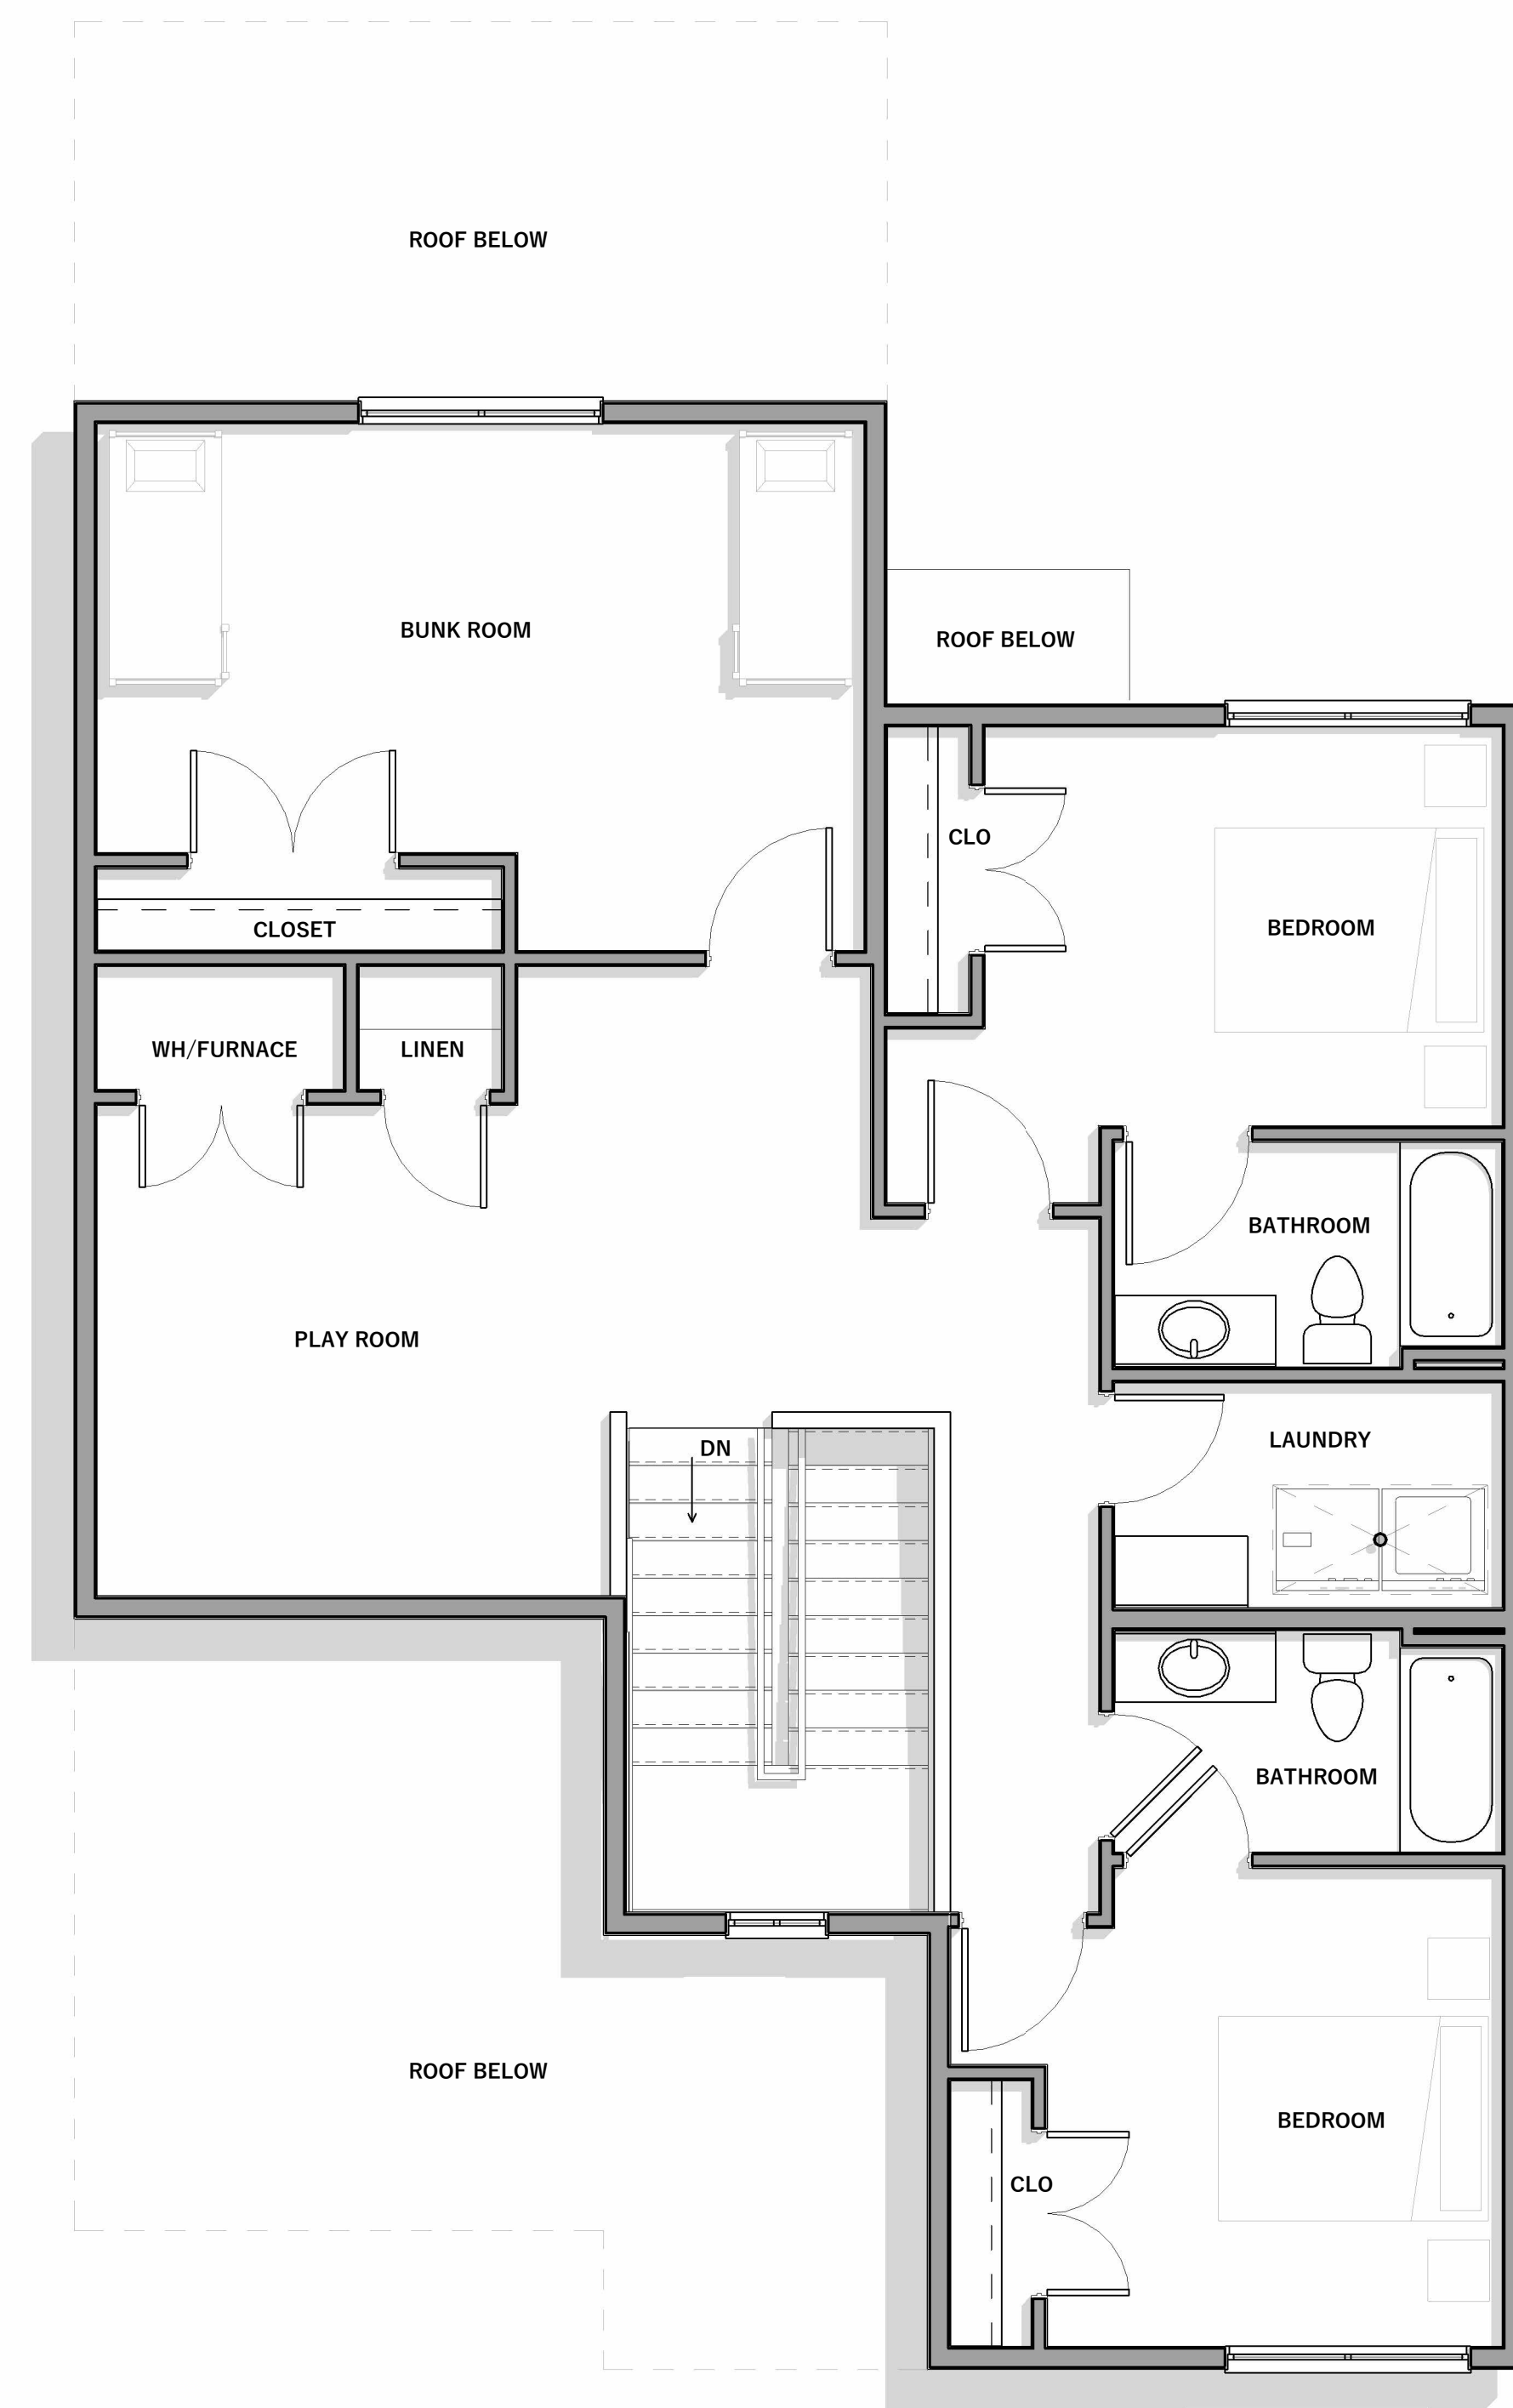 ROOF BELOW
BUNK ROOM
ROOF BELOW
CLO
BEDROOM
CLOSET
WH/FURNACE
LINEN
BATHROOM
PLAY ROOM
LAUNDRY
DN
BATHROOM
ROOF BELOW
BEDROOM
CLO